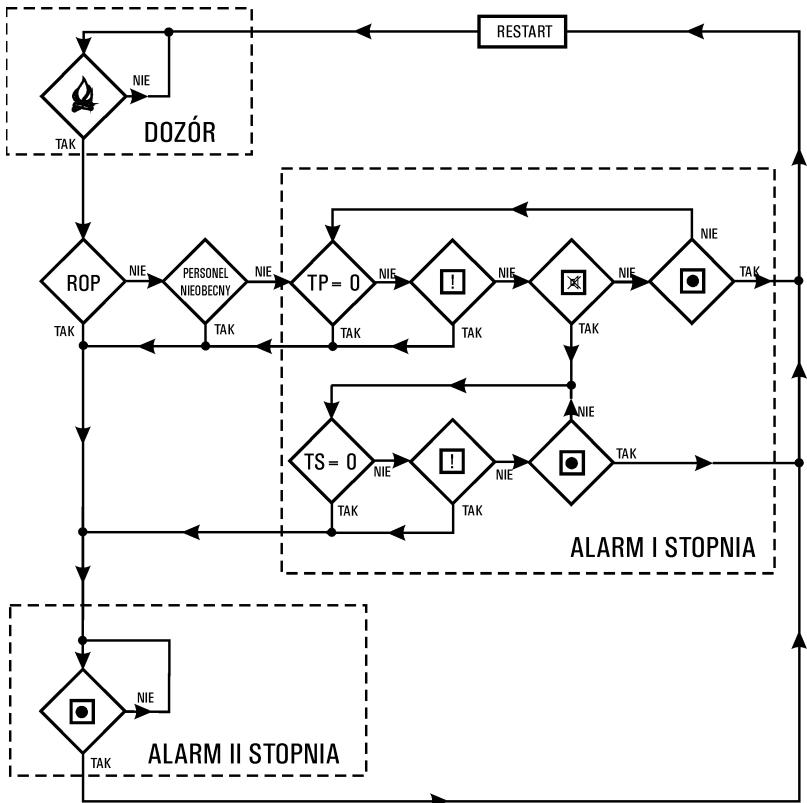 RESTART
NIE
DOZÓR
TAK
NIE
ROP
NIE
PERSONEL
NIEOBECNY
NIE
TP = 0
NIE
!
NIE
NIE
TAK
TAK
TAK
TAK
TAK
TAK
NIE
TS = 0
NIE
!
NIE
TAK
TAK
TAK
ALARM I STOPNIA
NIE
ALARM II STOPNIA
TAK